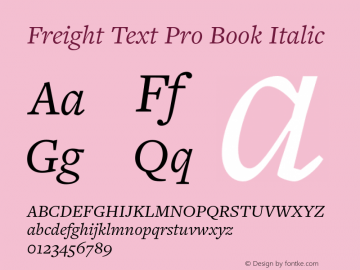 Freight Text Pro Book Italic
Aa Ff a
Gg Qq
ABCDEFGHIJKLMNOPQRSTUVWXYZ
abcdefghijklmnopqrstuvwxyz
0123456789
© Design by fontke.com